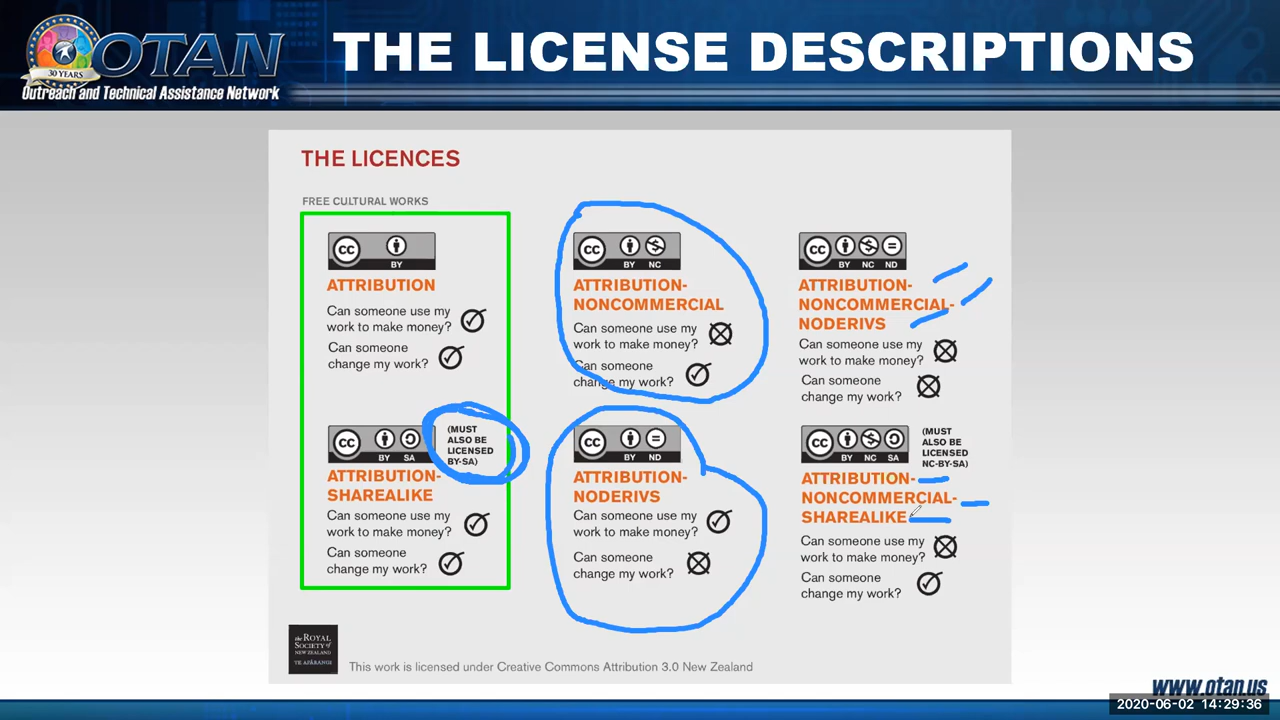 OTAN
30 YEARS
Outreach and Technical Assistance Network
THE LICENSE DESCRIPTIONS
THE LICENCES
FREE CULTURAL WORKS
CC
BY
ATTRIBUTION
Can someone use my
work to make money?
Can someone
change my work?
CC
BY SA
(MUST
ALSO BE
LICENSED
BY-SA)
ATTRIBUTION-
SHAREALIKE
Can someone use my
work to make money?
Can someone
change my work?
CC
BY NC
ATTRIBUTION-
NONCOMMERCIAL
Can someone use my
work to make money?
Can someone
change my work?
CC
BY ND
ATTRIBUTION-
NODERIVS
Can someone use my
work to make money?
Can someone
change my work?
CC
BY NC ND
ATTRIBUTION-
NONCOMMERCIAL-
NODERIVS
Can someone use my
work to make money?
Can someone
change my work?
CC
BY NC SA
(MUST
ALSO BE
LICENSED
NC-BY-SA)
ATTRIBUTION-
NONCOMMERCIAL-
SHAREALIKE
Can someone use my
work to make money?
Can someone
change my work?
the ROYAL
SOCIETY of
NEW ZEALAND
TE APĀRANGI
This work is licensed under Creative Commons Attribution 3.0 New Zealand
www.otan.us
2020-06-02 14:29:36